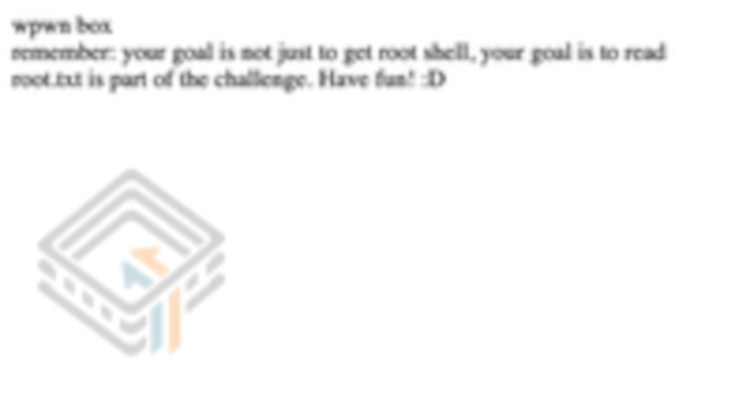 wpwn box
remember: your goal is not just to get root shell, your goal is to read
root.txt is part of the challenge. Have fun! :D